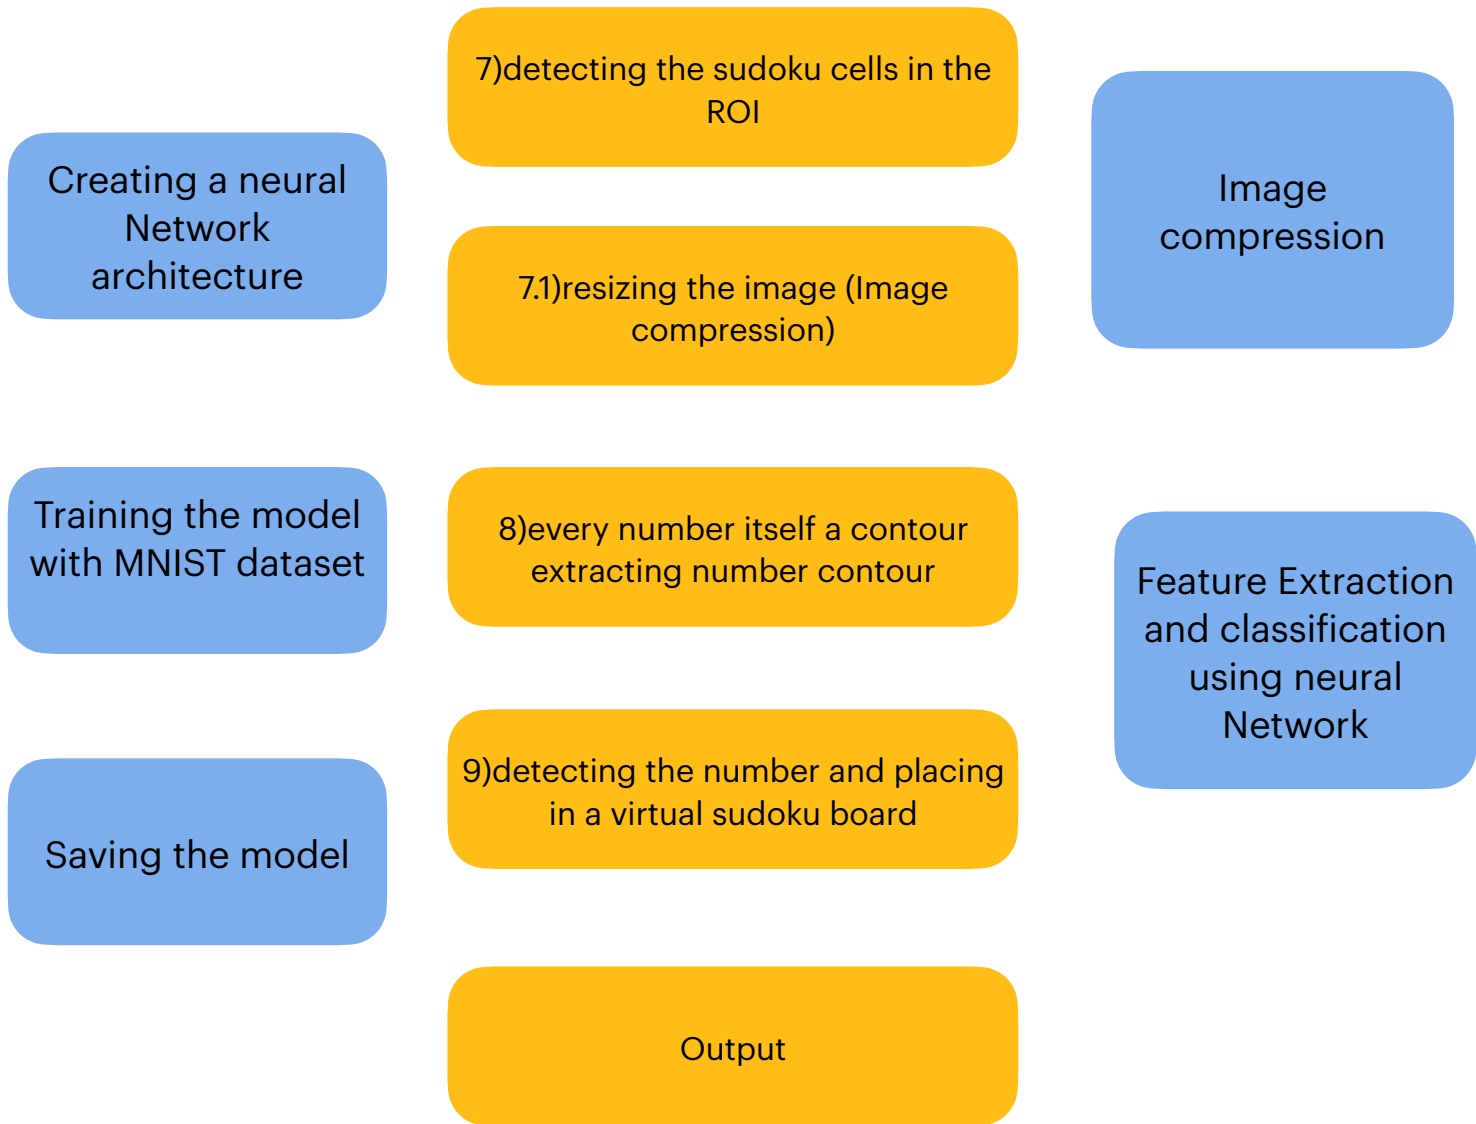 7)detecting the sudoku cells in the
ROI
Creating a neural
Network
architecture
Image
compression
7.1)resizing the image (Image
compression)
Training the model
with MNIST dataset
8)every number itself a contour
extracting number contour
Feature Extraction
and classification
using neural
Network
9)detecting the number and placing
in a virtual sudoku board
Saving the model
Output